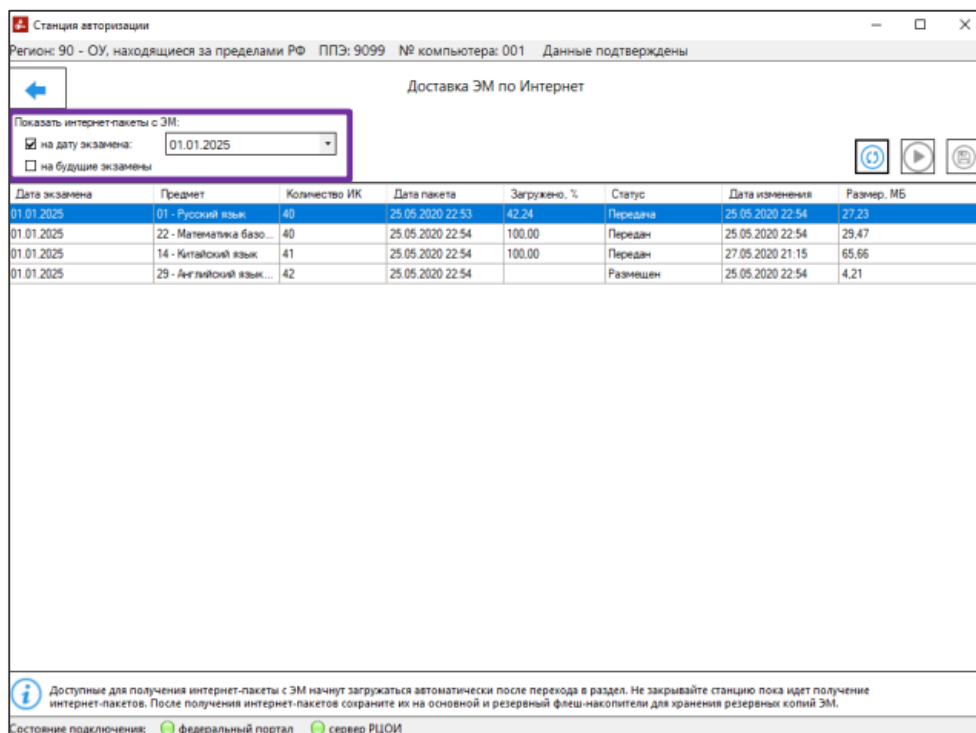 Станция авторизации
Регион: 90 - ОУ, находящиеся за пределами РФ ППЭ: 9099 № компьютера: 001 Данные подтверждены
Доставка ЭМ по Интернет
Показать интернет-пакеты с ЭМ:
на дату экзамена: 01.01.2025
на будущие экзамены
Дата экзамена Предмет Количество ИК Дата пакета Загружено, % Статус Дата изменения Размер, МБ
01.01.2025 01 - Русский язык 40 25.05.2020 22:53 42,24 Передача 25.05.2020 22:54 27,23
01.01.2025 22 - Математика базо... 40 25.05.2020 22:54 100,00 Передан 25.05.2020 22:54 29,47
01.01.2025 14 - Китайский язык 41 25.05.2020 22:54 100,00 Передан 27.05.2020 21:15 65,66
01.01.2025 29 - Английский язык... 42 25.05.2020 22:54 Размещен 25.05.2020 22:54 4,21
Доступные для получения интернет-пакеты с ЭМ начнут загружаться автоматически после перехода в раздел. Не закрывайте станцию пока идет получение
интернет-пакетов. После получения интернет-пакетов сохраните их на основной и резервный флеш-накопители для хранения резервных копий ЭМ.
Состояние подключения: федеральный портал сервер РЦОИ